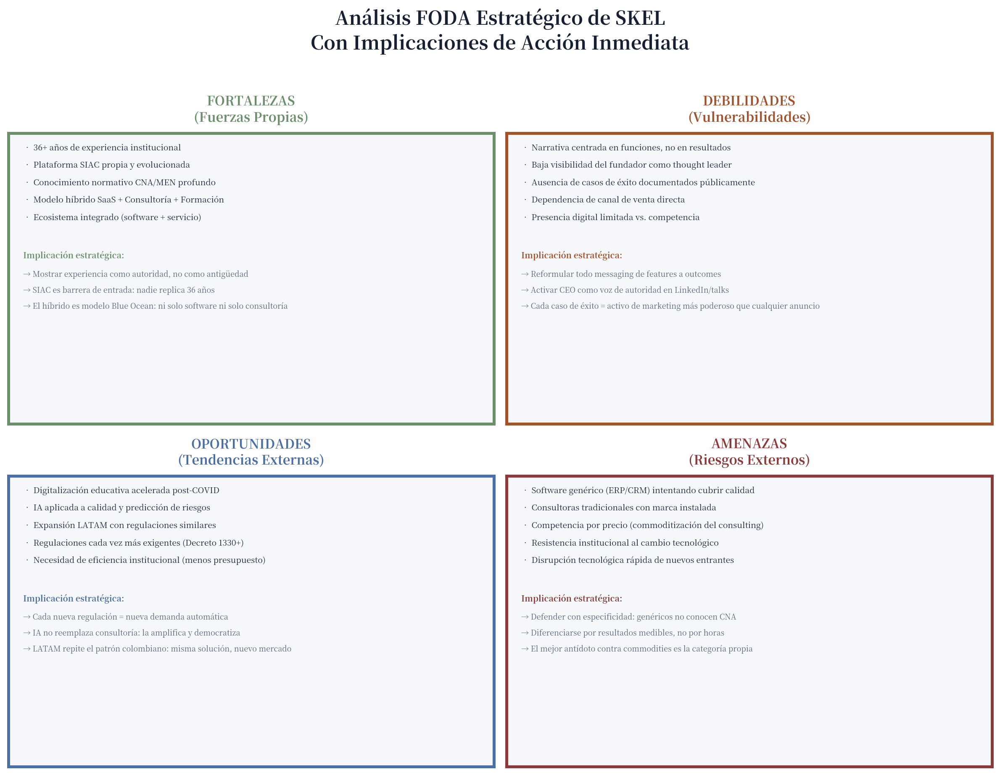 Análisis FODA Estratégico de SKEL
Con Implicaciones de Acción Inmediata
FORTALEZAS
(Fuerzas Propias)
· 36+ años de experiencia institucional
· Plataforma SIAC propia y evolucionada
· Conocimiento normativo CNA/MEN profundo
· Modelo híbrido SaaS + Consultoría + Formación
· Ecosistema integrado (software + servicio)
Implicación estratégica:
→ Mostrar experiencia como autoridad, no como antigüedad
→ SIAC es barrera de entrada: nadie replica 36 años
→ El híbrido es modelo Blue Ocean: ni solo software ni solo consultoría
DEBILIDADES
(Vulnerabilidades)
· Narrativa centrada en funciones, no en resultados
· Baja visibilidad del fundador como thought leader
· Ausencia de casos de éxito documentados públicamente
· Dependencia de canal de venta directa
· Presencia digital limitada vs. competencia
Implicación estratégica:
→ Reformular todo messaging de features a outcomes
→ Activar CEO como voz de autoridad en LinkedIn/talks
→ Cada caso de éxito = activo de marketing más poderoso que cualquier anuncio
OPORTUNIDADES
(Tendencias Externas)
· Digitalización educativa acelerada post-COVID
· IA aplicada a calidad y predicción de riesgos
· Expansión LATAM con regulaciones similares
· Regulaciones cada vez más exigentes (Decreto 1330+)
· Necesidad de eficiencia institucional (menos presupuesto)
Implicación estratégica:
→ Cada nueva regulación = nueva demanda automática
→ IA no reemplaza consultoría: la amplifica y democratiza
→ LATAM repite el patrón colombiano: misma solución, nuevo mercado
AMENAZAS
(Riesgos Externos)
· Software genérico (ERP/CRM) intentando cubrir calidad
· Consultoras tradicionales con marca instalada
· Competencia por precio (commoditización del consulting)
· Resistencia institucional al cambio tecnológico
· Disrupción tecnológica rápida de nuevos entrantes
Implicación estratégica:
→ Defender con especificidad: genéricos no conocen CNA
→ Diferenciarse por resultados medibles, no por horas
→ El mejor antídoto contra commodities es la categoría propia